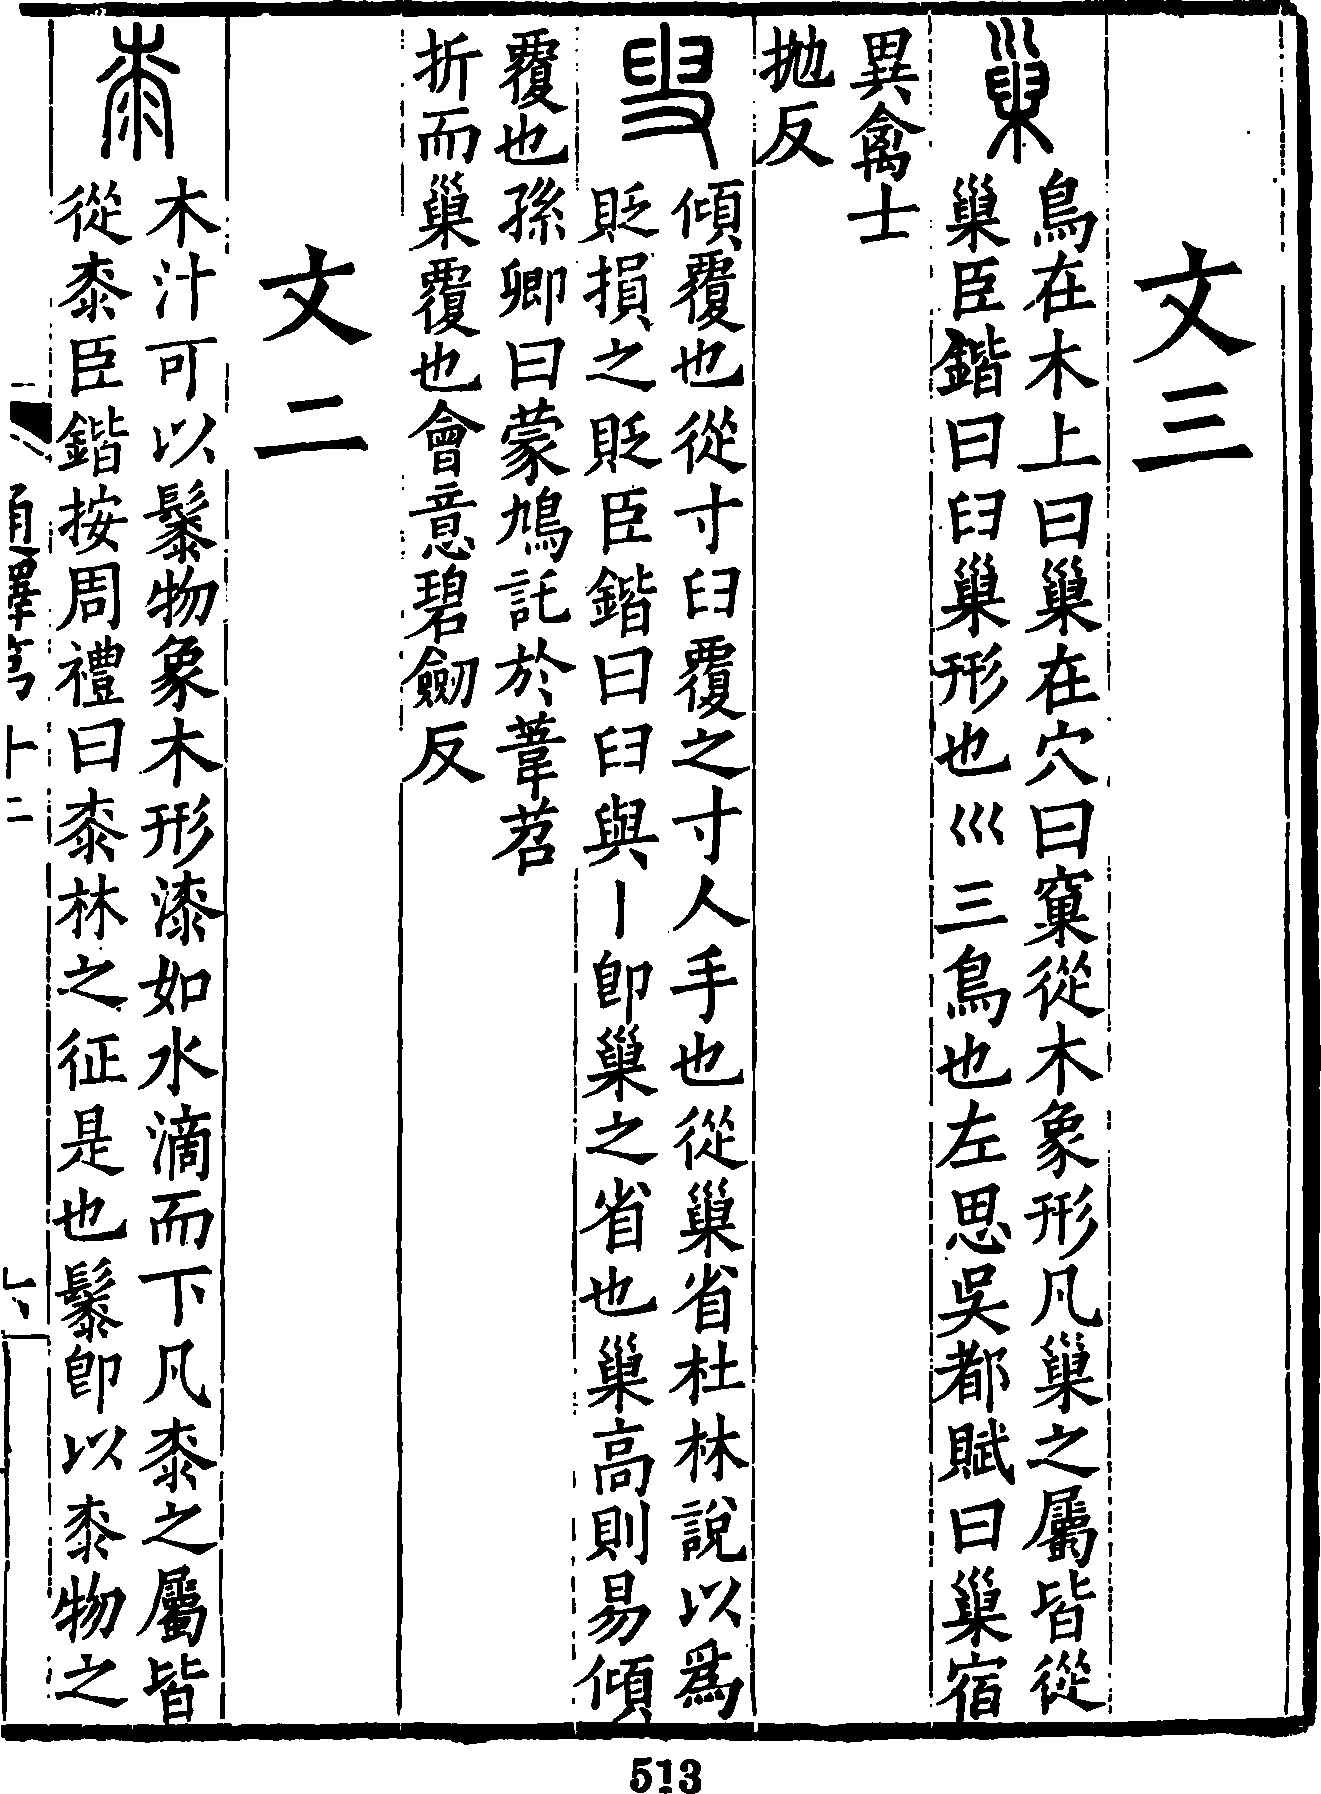 文三
巢
鳥在木上曰巢在穴曰窠從木象形凡巢之屬皆從
巢臣鍇曰臼巢形也巛三鳥也左思吳都賦曰巢宿
異禽士
抛反
傾覆也從寸臼覆之寸人手也從巢省杜林說以爲
貶損之貶臣鍇曰臼與丨卽巢之省也巢高則易傾
覆也孫卿曰蒙鳩託於葦苕
折而巢覆也會意碧劒反
文二
桼
木汁可以鬃物象木形漆如水滴而下凡桼之屬皆
從桼臣鍇按周禮曰桼林之征是也鬃卽以桼物之
通釋第十二
六
513